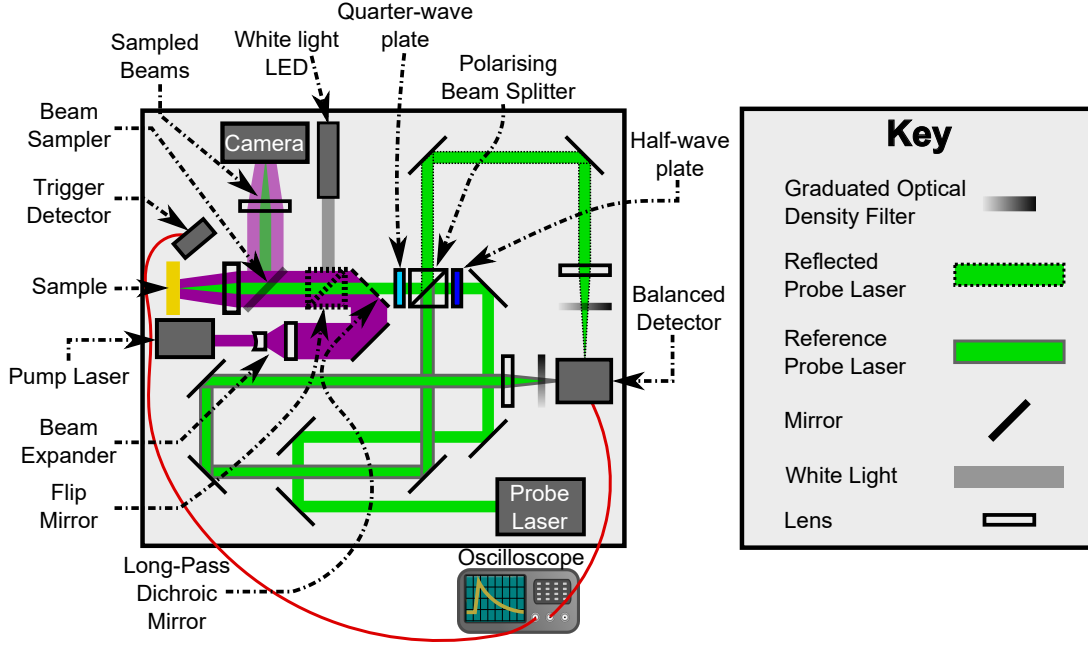 Quarter-wave
plate
Sampled
Beams
White light
LED
Polarising
Beam Splitter
Beam
Sampler
Camera
Half-wave
plate
Trigger
Detector
Sample
Balanced
Detector
Pump Laser
Beam
Expander
Flip
Mirror
Probe
Laser
Long-Pass
Dichroic
Mirror
Oscilloscope
Key
Graduated Optical
Density Filter
Reflected
Probe Laser
Reference
Probe Laser
Mirror
White Light
Lens